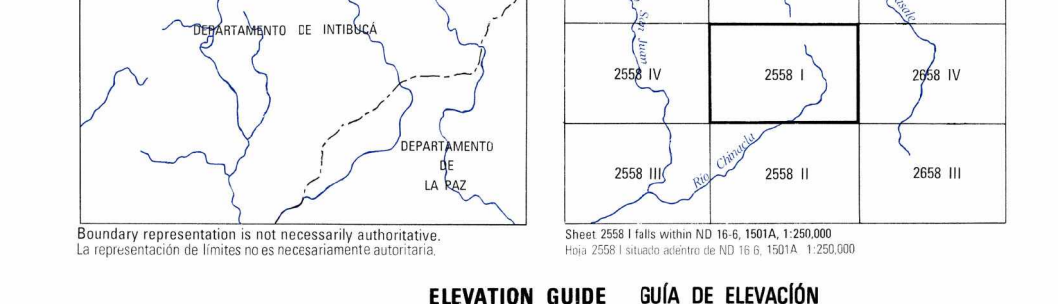 DEPARTAMENTO DE INTIBUCÁ
DEPARTAMENTO
DE
LA PAZ
Boundary representation is not necessarily authoritative.
La representación de límites no es necesariamente autoritaria.
San Juan
2558 IV
2558 I
2658 IV
2558 III
Río Chinacla
2558 II
2658 III
Sheet 2558 I falls within ND 16-6, 1501A, 1:250,000
Hoja 2558 I situado adentro de ND 16 6, 1501A 1:250,000
ELEVATION GUIDE GUÍA DE ELEVACÍÓN